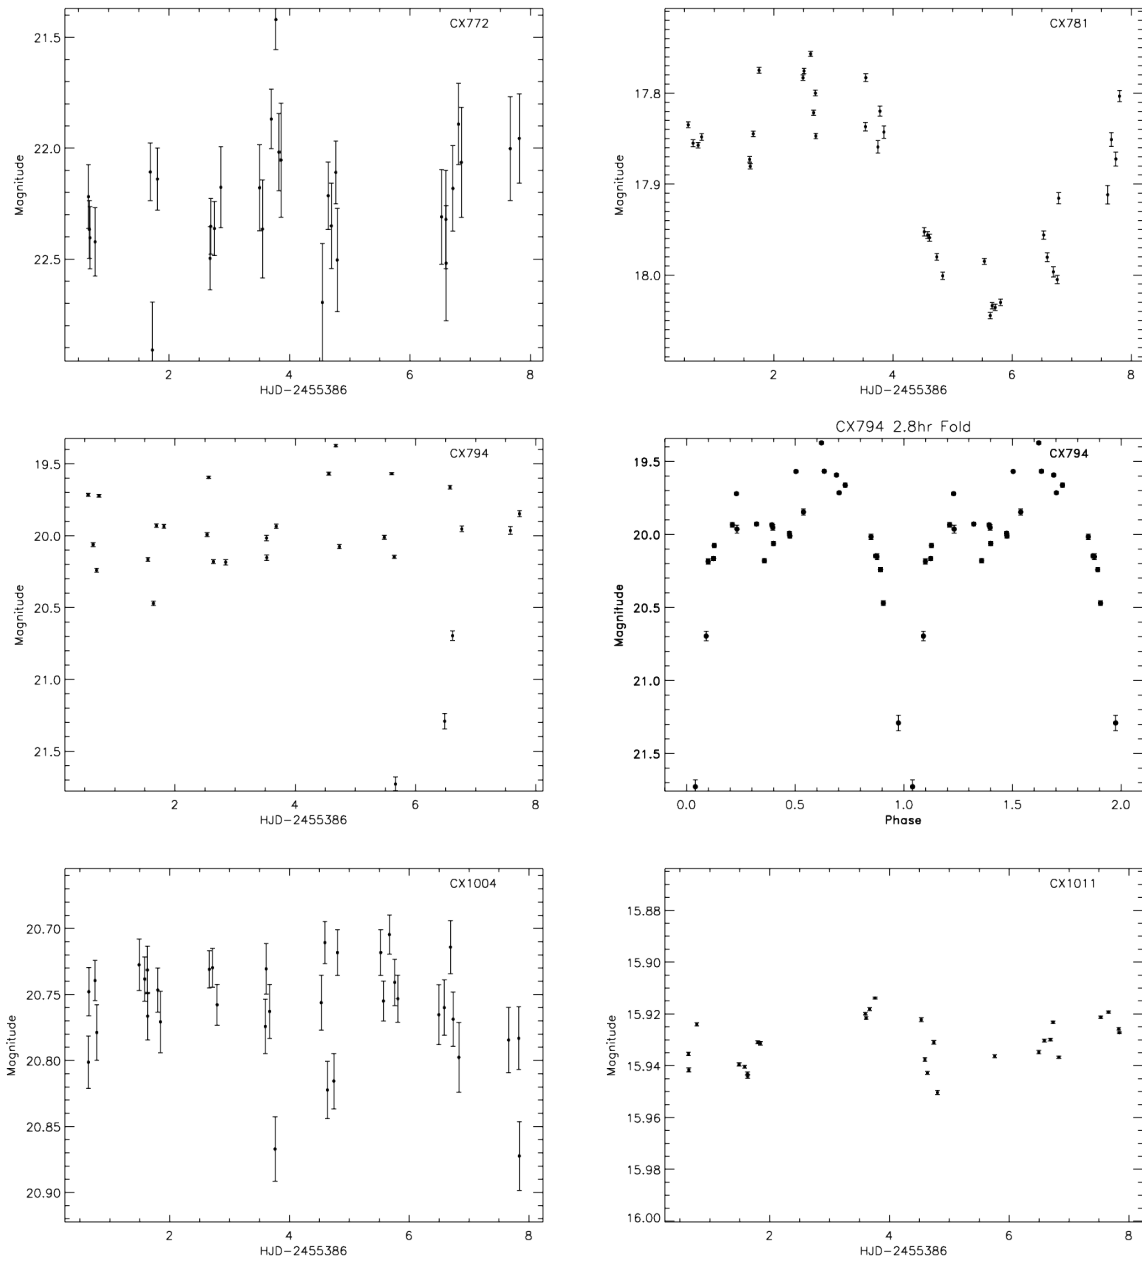 CX772
21.5
22.0
22.5
Magnitude
2 4 6 8
HJD-2455386
CX781
17.8
17.9
18.0
Magnitude
2 4 6 8
HJD-2455386
CX794
19.5
20.0
20.5
21.0
21.5
Magnitude
2 4 6 8
HJD-2455386
CX794 2.8hr Fold
CX794
19.5
20.0
20.5
21.0
21.5
Magnitude
0.0 0.5 1.0 1.5 2.0
Phase
CX1004
20.70
20.75
20.80
20.85
20.90
Magnitude
2 4 6 8
HJD-2455386
CX1011
15.88
15.90
15.92
15.94
15.96
15.98
16.00
Magnitude
2 4 6 8
HJD-2455386